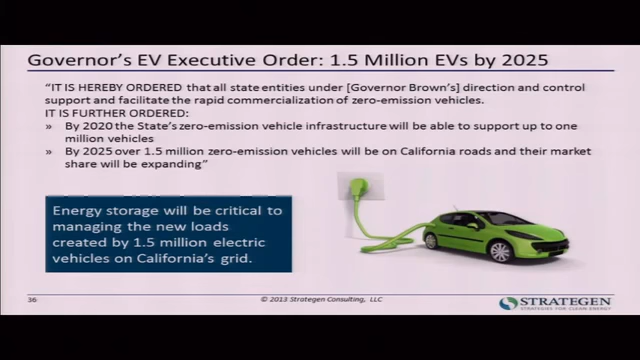 Governor's EV Executive Order: 1.5 Million EVs by 2025
"IT IS HEREBY ORDERED that all state entities under [Governor Brown's] direction and control
support and facilitate the rapid commercialization of zero-emission vehicles.
IT IS FURTHER ORDERED:
» By 2020 the State's zero-emission vehicle infrastructure will be able to support up to one
million vehicles
» By 2025 over 1.5 million zero-emission vehicles will be on California roads and their market
share will be expanding"
Energy storage will be critical to
managing the new loads
created by 1.5 million electric
vehicles on California's grid.
36
© 2013 Strategen Consulting, LLC
STRATEGEN
STRATEGIES FOR CLEAN ENERGY